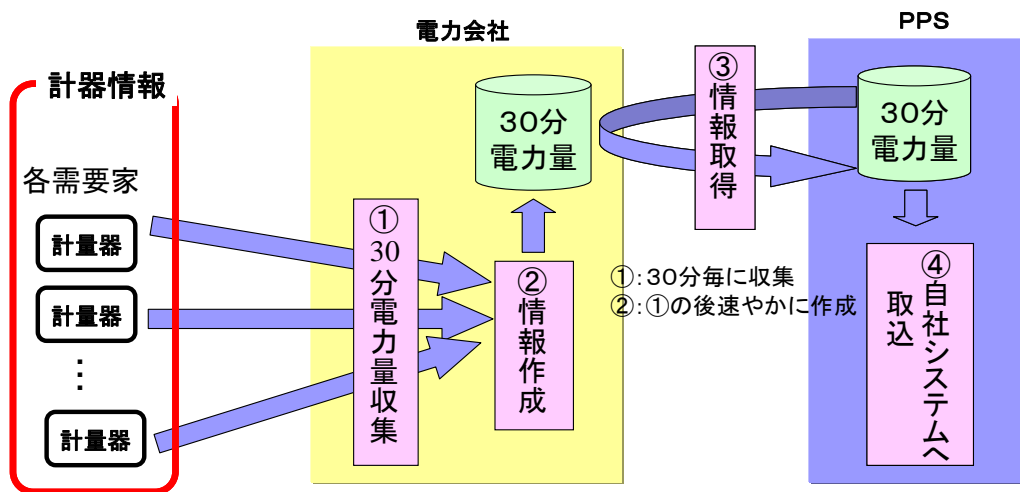 電力会社
PPS
計器情報
各需要家
計量器
計量器
⋮
計量器
①30分電力量収集
②情報作成
30分
電力量
③情報取得
30分
電力量
④自社システムへ
取込
①:30分毎に収集
②:①の後速やかに作成